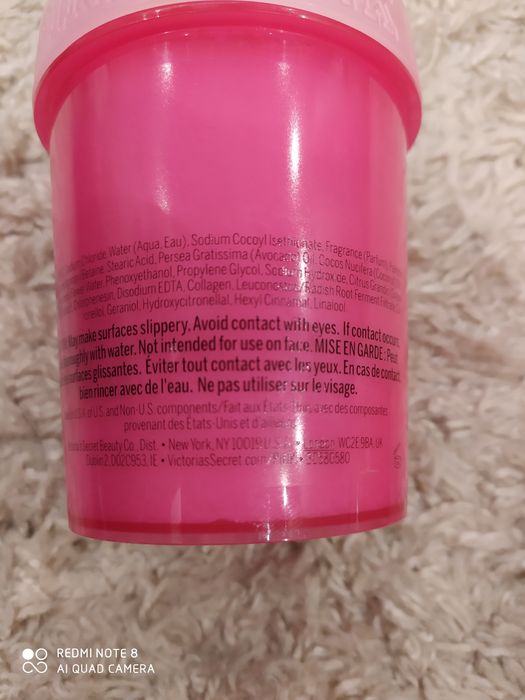 Sodium Chloride, Water (Aqua, Eau), Sodium Cocoyl Isethionate, Fragrance (Parfum),
Betaine, Stearic Acid, Persea Gratissima (Avocado) Oil, Cocos Nucifera (Coconut)
Water, Phenoxyethanol, Propylene Glycol, Sodium Hydroxide, Citrus Grandis
Chlorphenesin, Disodium EDTA, Collagen, Leuconostoc/Radish Root Ferment Filtrate,
Geraniol, Hydroxycitronellal, Hexyl Cinnamal, Linalool
May make surfaces slippery. Avoid contact with eyes. If contact occurs,
with water. Not intended for use on face. MISE EN GARDE: Peut
surfaces glissantes. Éviter tout contact avec les yeux. En cas de contact,
bien rincer avec de l'eau. Ne pas utiliser sur le visage.
U.S.A. of U.S. and Non-U.S. components/Fait aux États-Unis, avec des composantes
provenant des États-Unis et d'ailleurs
Secret Beauty Co., Dist. • New York, NY 10019 U.S.A. • London WC2E 9BA, UK
Dublin 2, D02C953, IE • VictoriasSecret.com/
REDMI NOTE 8
AI QUAD CAMERA